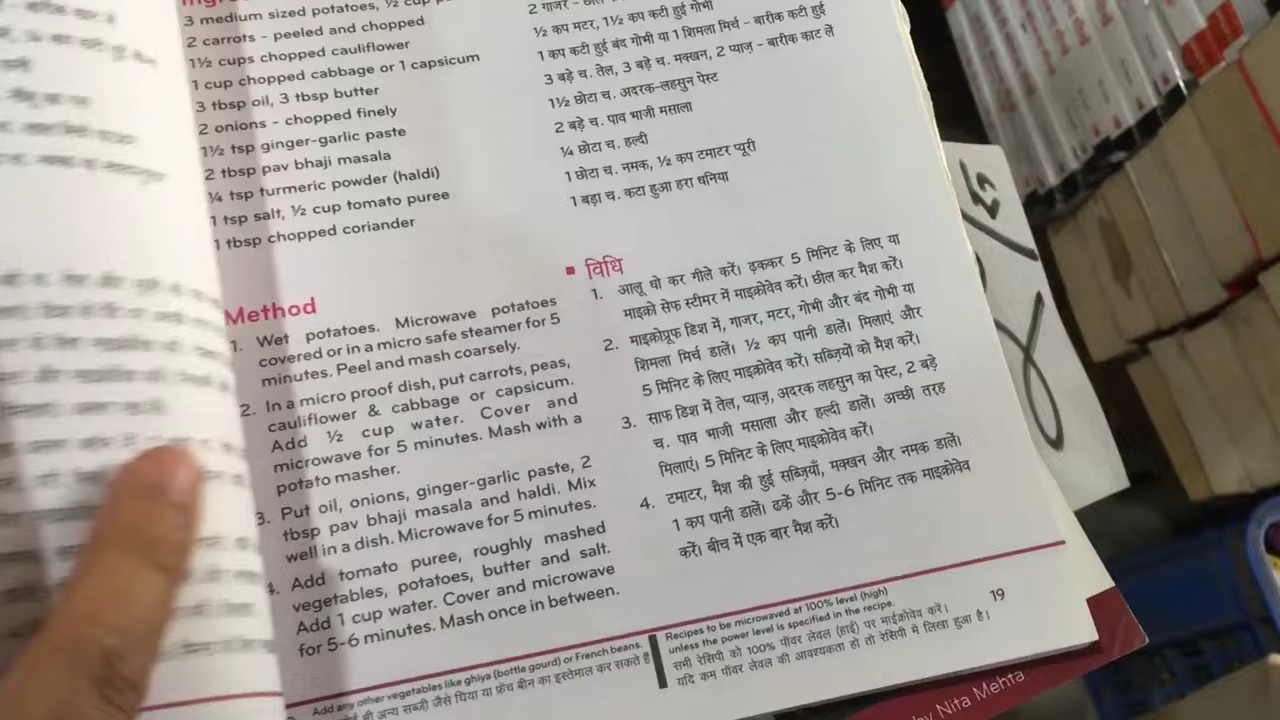 3 medium sized potatoes, ½ cup
2 carrots - peeled and chopped
1½ cups chopped cauliflower
1 cup chopped cabbage or 1 capsicum
3 tbsp oil, 3 tbsp butter
2 onions - chopped finely
1½ tsp ginger-garlic paste
2 tbsp pav bhaji masala
¼ tsp turmeric powder (haldi)
1 tsp salt, ½ cup tomato puree
1 tbsp chopped coriander
Method
1. Wet potatoes. Microwave potatoes
covered or in a micro safe steamer for 5
minutes. Peel and mash coarsely.
2. In a micro proof dish, put carrots, peas,
cauliflower & cabbage or capsicum.
Add ½ cup water. Cover and
microwave for 5 minutes. Mash with a
potato masher.
3. Put oil, onions, ginger-garlic paste, 2
tbsp pav bhaji masala and haldi. Mix
well in a dish. Microwave for 5 minutes.
4. Add tomato puree, roughly mashed
vegetables, potatoes, butter and salt.
Add 1 cup water. Cover and microwave
for 5-6 minutes. Mash once in between.
2 गाजर –
½ कप मटर, 1½ कप कटी हुई गोभी
1 कप कटी हुई बंद गोभी या 1 शिमला मिर्च – बारीक कटी हुई
3 बड़े च. तेल, 3 बड़े च. मक्खन, 2 प्याज़ – बारीक काट लें
1½ छोटा च. अदरक-लहसुन पेस्ट
2 बड़े च. पाव भाजी मसाला
¼ छोटा च. हल्दी
1 छोटा च. नमक, ½ कप टमाटर प्यूरी
1 बड़ा च. कटा हुआ हरा धनिया
▪ विधि
1. आलू धो कर गीले करें। ढ़ककर 5 मिनिट के लिए या
माइक्रो सेफ स्टीमर में माइक्रोवेव करें। छील कर मैश करें।
2. माइक्रोप्रूफ डिश में, गाजर, मटर, गोभी और बंद गोभी या
शिमला मिर्च डालें। ½ कप पानी डालें। मिलाएं और
5 मिनिट के लिए माइक्रोवेव करें। सब्ज़ियों को मैश करें।
3. साफ डिश में तेल, प्याज़, अदरक लहसुन का पेस्ट, 2 बड़े
च. पाव भाजी मसाला और हल्दी डालें। अच्छी तरह
मिलाएं। 5 मिनिट के लिए माइक्रोवेव करें।
4. टमाटर, मैश की हुई सब्ज़ियाँ, मक्खन और नमक डालें।
1 कप पानी डालें। ढकें और 5-6 मिनिट तक माइक्रोवेव
करें। बीच में एक बार मैश करें।
Add any other vegetables like ghiya (bottle gourd) or French beans.
भी अन्य सब्जी जैसे घिया या फ्रेंच बीन का इस्तेमाल कर सकते हैं
Recipes to be microwaved at 100% level (high)
unless the power level is specified in the recipe.
सभी रेसिपी को 100% पॉवर लेवल (हाई) पर माईक्रोवेव करें।
यदि कम पॉवर लेवल की आवश्यकता हो तो रेसिपी में लिखा हुआ है।
19
by Nita Mehta